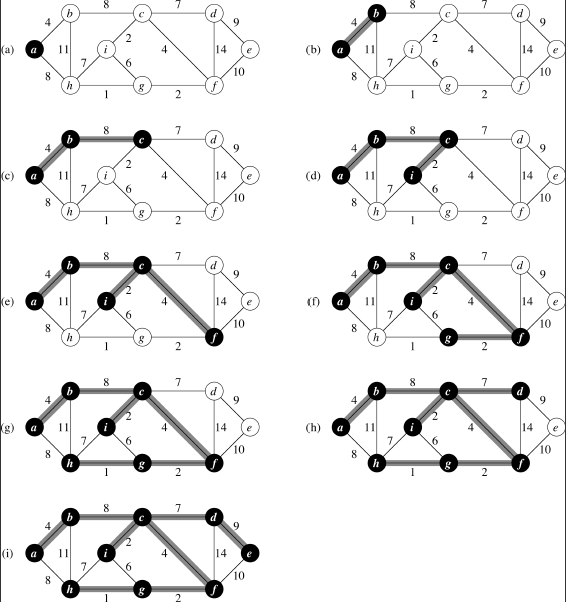 8 7
b c d
4 2 9
(a) a 11 i 4 14 e
8 7 6 10
h g f
1 2
8 7
b c d
4 2 9
(b) a 11 i 4 14 e
8 7 6 10
h g f
1 2
8 7
b c d
4 2 9
(c) a 11 i 4 14 e
8 7 6 10
h g f
1 2
8 7
b c d
4 2 9
(d) a 11 i 4 14 e
8 7 6 10
h g f
1 2
8 7
b c d
4 2 9
(e) a 11 i 4 14 e
8 7 6 10
h g f
1 2
8 7
b c d
4 2 9
(f) a 11 i 4 14 e
8 7 6 10
h g f
1 2
8 7
b c d
4 2 9
(g) a 11 i 4 14 e
8 7 6 10
h g f
1 2
8 7
b c d
4 2 9
(h) a 11 i 4 14 e
8 7 6 10
h g f
1 2
8 7
b c d
4 2 9
(i) a 11 i 4 14 e
8 7 6 10
h g f
1 2